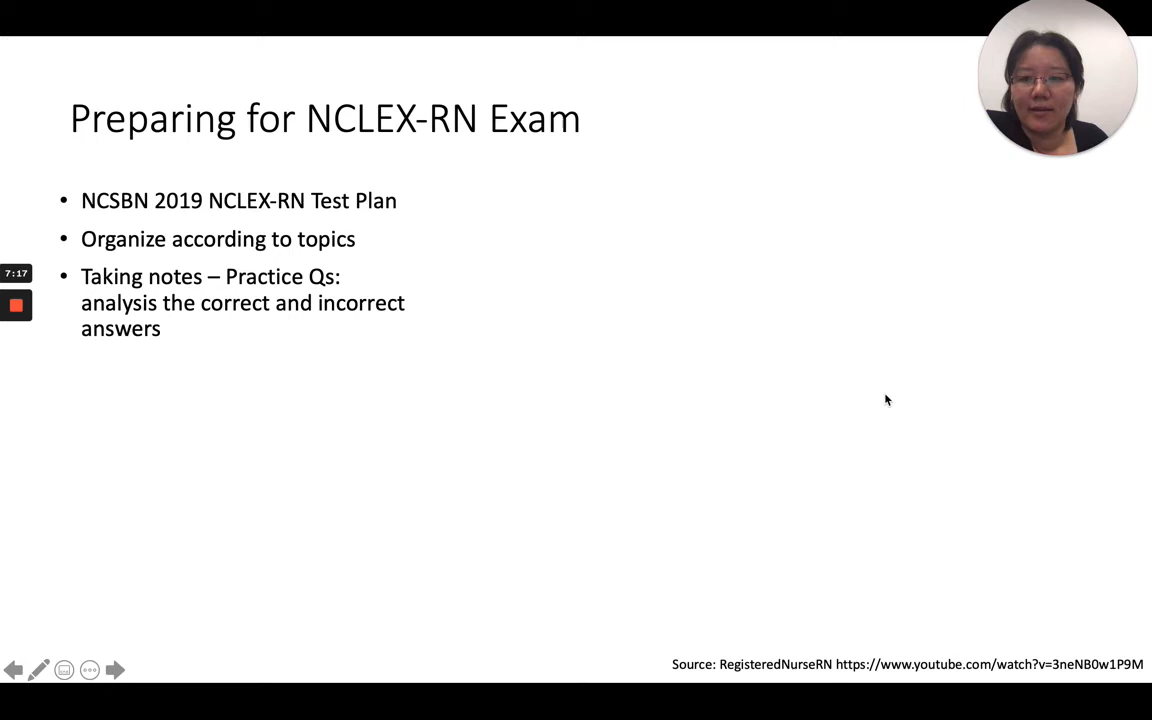 Preparing for NCLEX-RN Exam
• NCSBN 2019 NCLEX-RN Test Plan
• Organize according to topics
• Taking notes – Practice Qs:
analysis the correct and incorrect
answers
7:17
Source: RegisteredNurseRN https://www.youtube.com/watch?v=3neNB0w1P9M